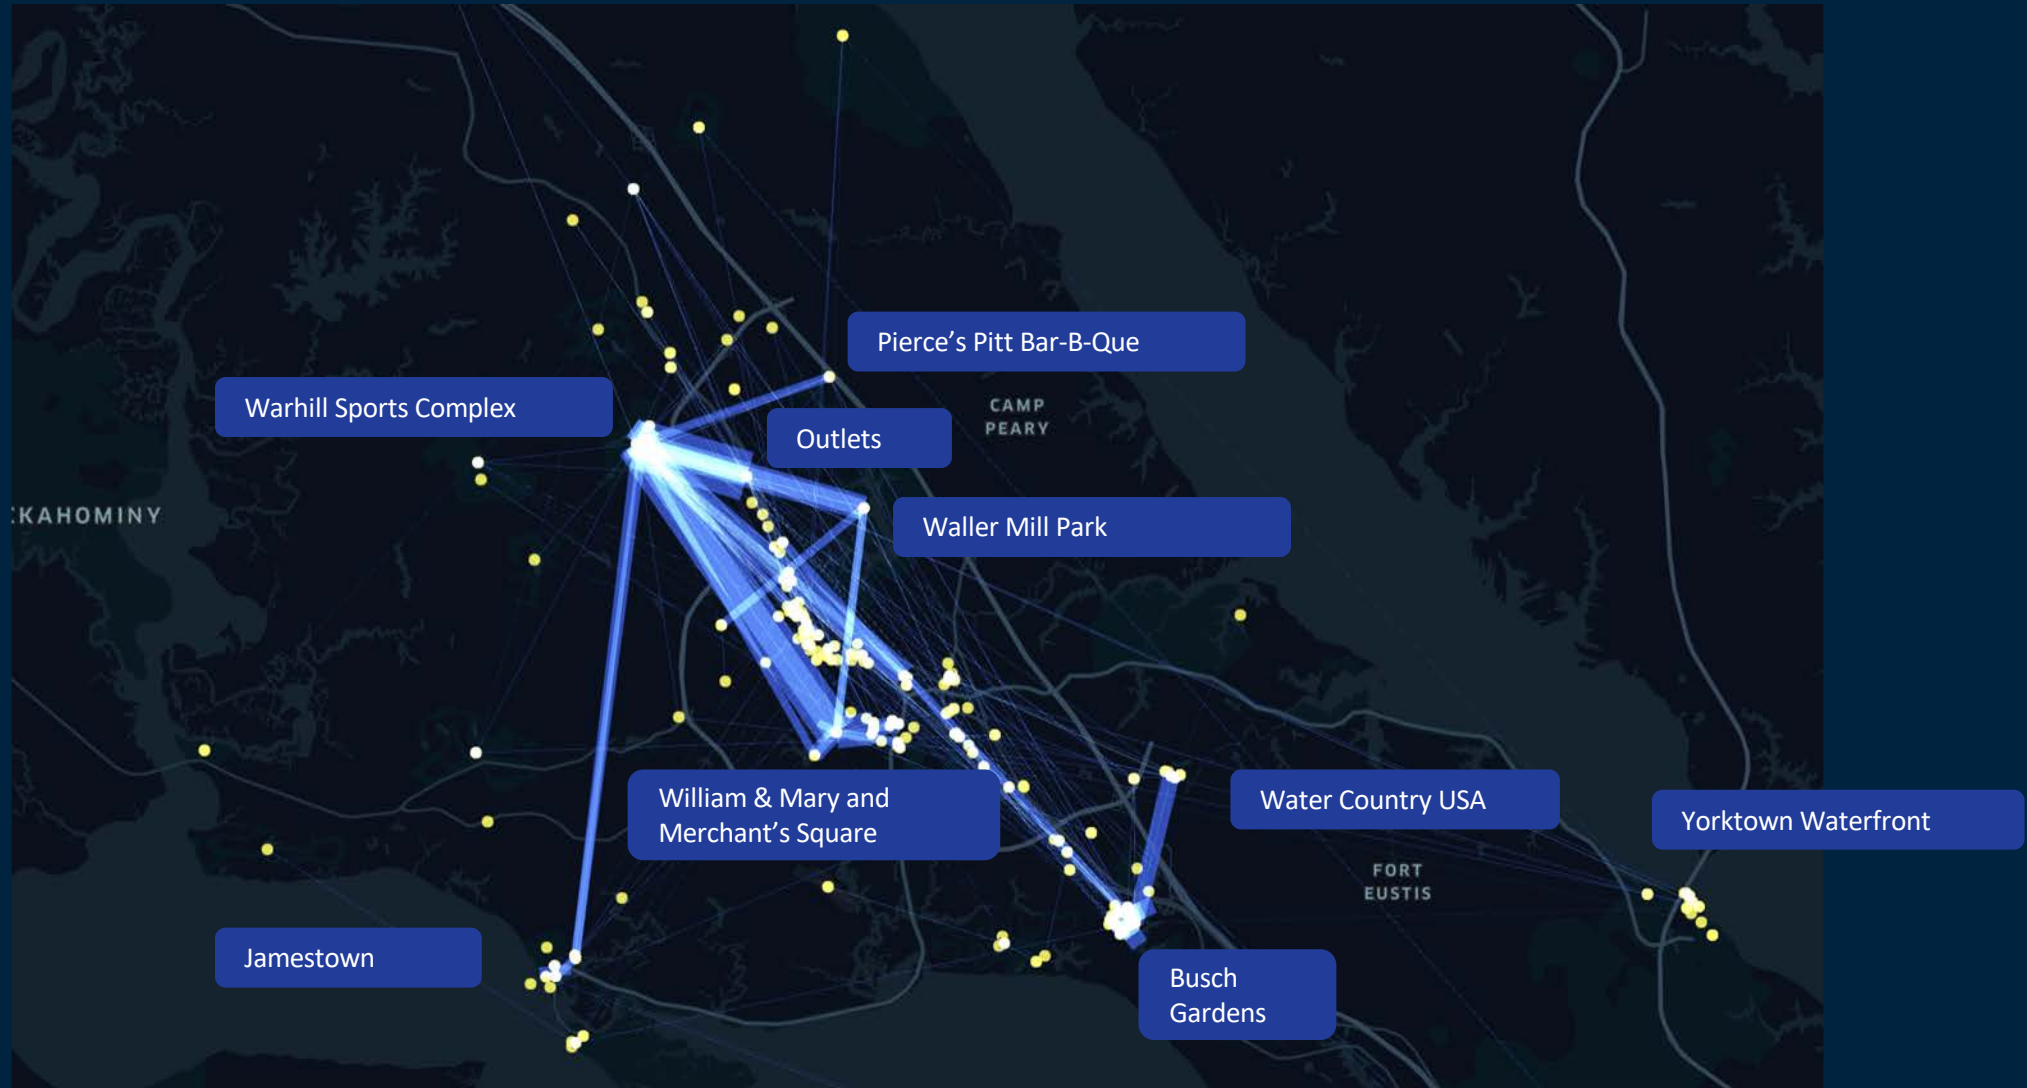 Pierce’s Pitt Bar-B-Que
Warhill Sports Complex
CAMP
PEARY
Outlets
KAHOMINY
Waller Mill Park
William & Mary and
Merchant’s Square
Water Country USA
Yorktown Waterfront
FORT
EUSTIS
Jamestown
Busch
Gardens